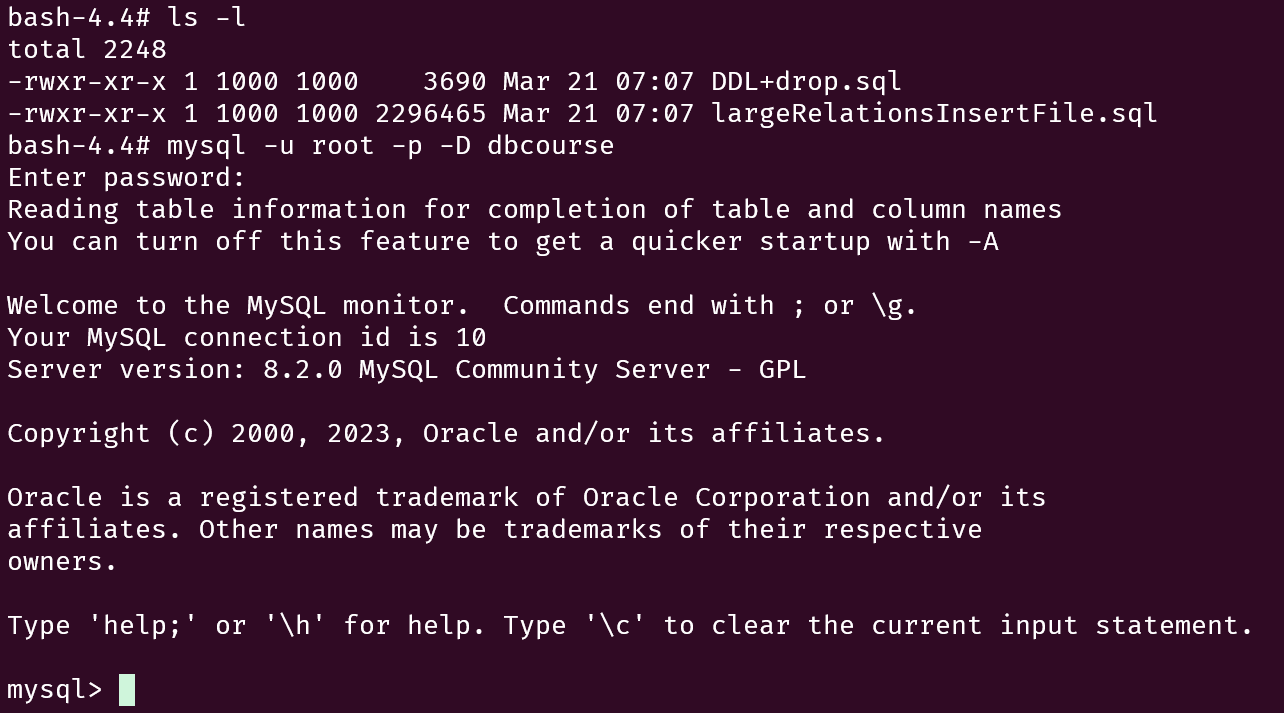 bash-4.4# ls -l
total 2248
-rwxr-xr-x 1 1000 1000    3690 Mar 21 07:07 DDL+drop.sql
-rwxr-xr-x 1 1000 1000 2296465 Mar 21 07:07 largeRelationsInsertFile.sql
bash-4.4# mysql -u root -p -D dbcourse
Enter password:
Reading table information for completion of table and column names
You can turn off this feature to get a quicker startup with -A

Welcome to the MySQL monitor.  Commands end with ; or \g.
Your MySQL connection id is 10
Server version: 8.2.0 MySQL Community Server - GPL

Copyright (c) 2000, 2023, Oracle and/or its affiliates.

Oracle is a registered trademark of Oracle Corporation and/or its
affiliates. Other names may be trademarks of their respective
owners.

Type 'help;' or '\h' for help. Type '\c' to clear the current input statement.

mysql>